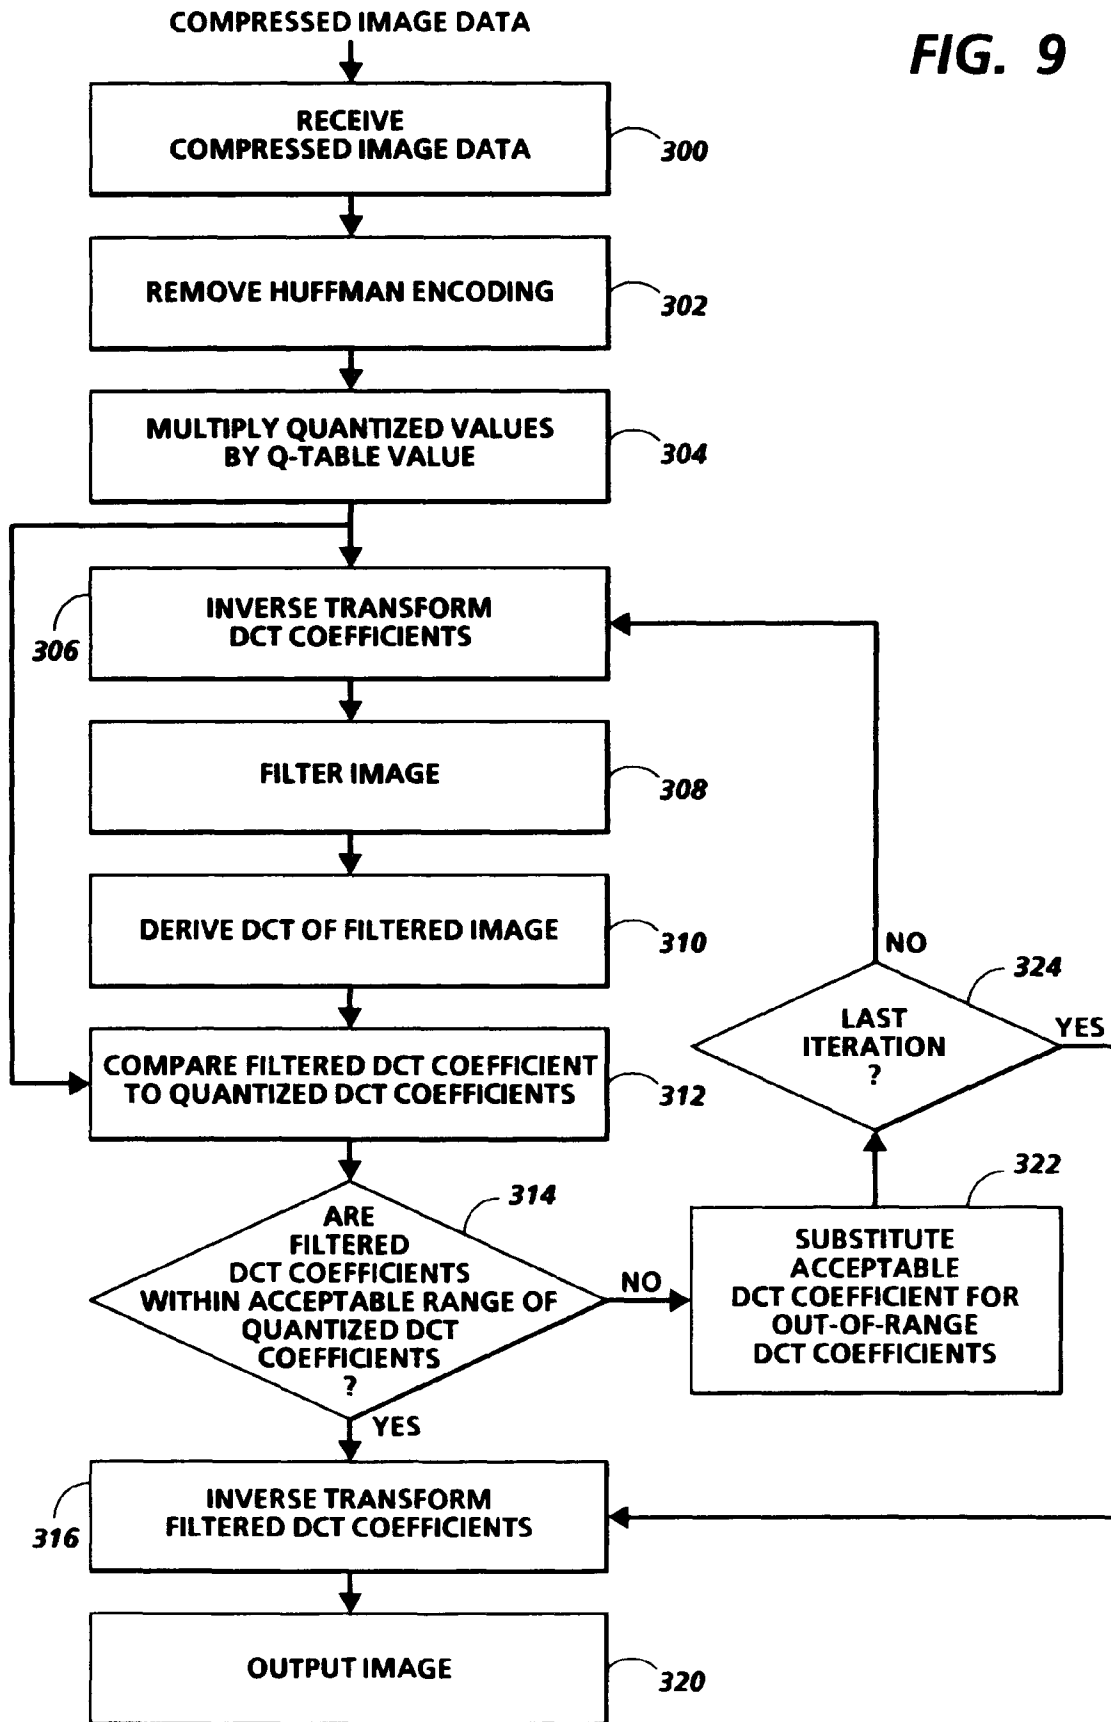 COMPRESSED IMAGE DATA
FIG. 9
RECEIVE
COMPRESSED IMAGE DATA
300
REMOVE HUFFMAN ENCODING
302
MULTIPLY QUANTIZED VALUES
BY Q-TABLE VALUE
304
INVERSE TRANSFORM
DCT COEFFICIENTS
306
FILTER IMAGE
308
DERIVE DCT OF FILTERED IMAGE
310
COMPARE FILTERED DCT COEFFICIENT
TO QUANTIZED DCT COEFFICIENTS
312
ARE
FILTERED
DCT COEFFICIENTS
WITHIN ACCEPTABLE RANGE OF
QUANTIZED DCT
COEFFICIENTS
?
314
NO
YES
SUBSTITUTE
ACCEPTABLE
DCT COEFFICIENT FOR
OUT-OF-RANGE
DCT COEFFICIENTS
322
LAST
ITERATION
?
324
NO
YES
INVERSE TRANSFORM
FILTERED DCT COEFFICIENTS
316
OUTPUT IMAGE
320